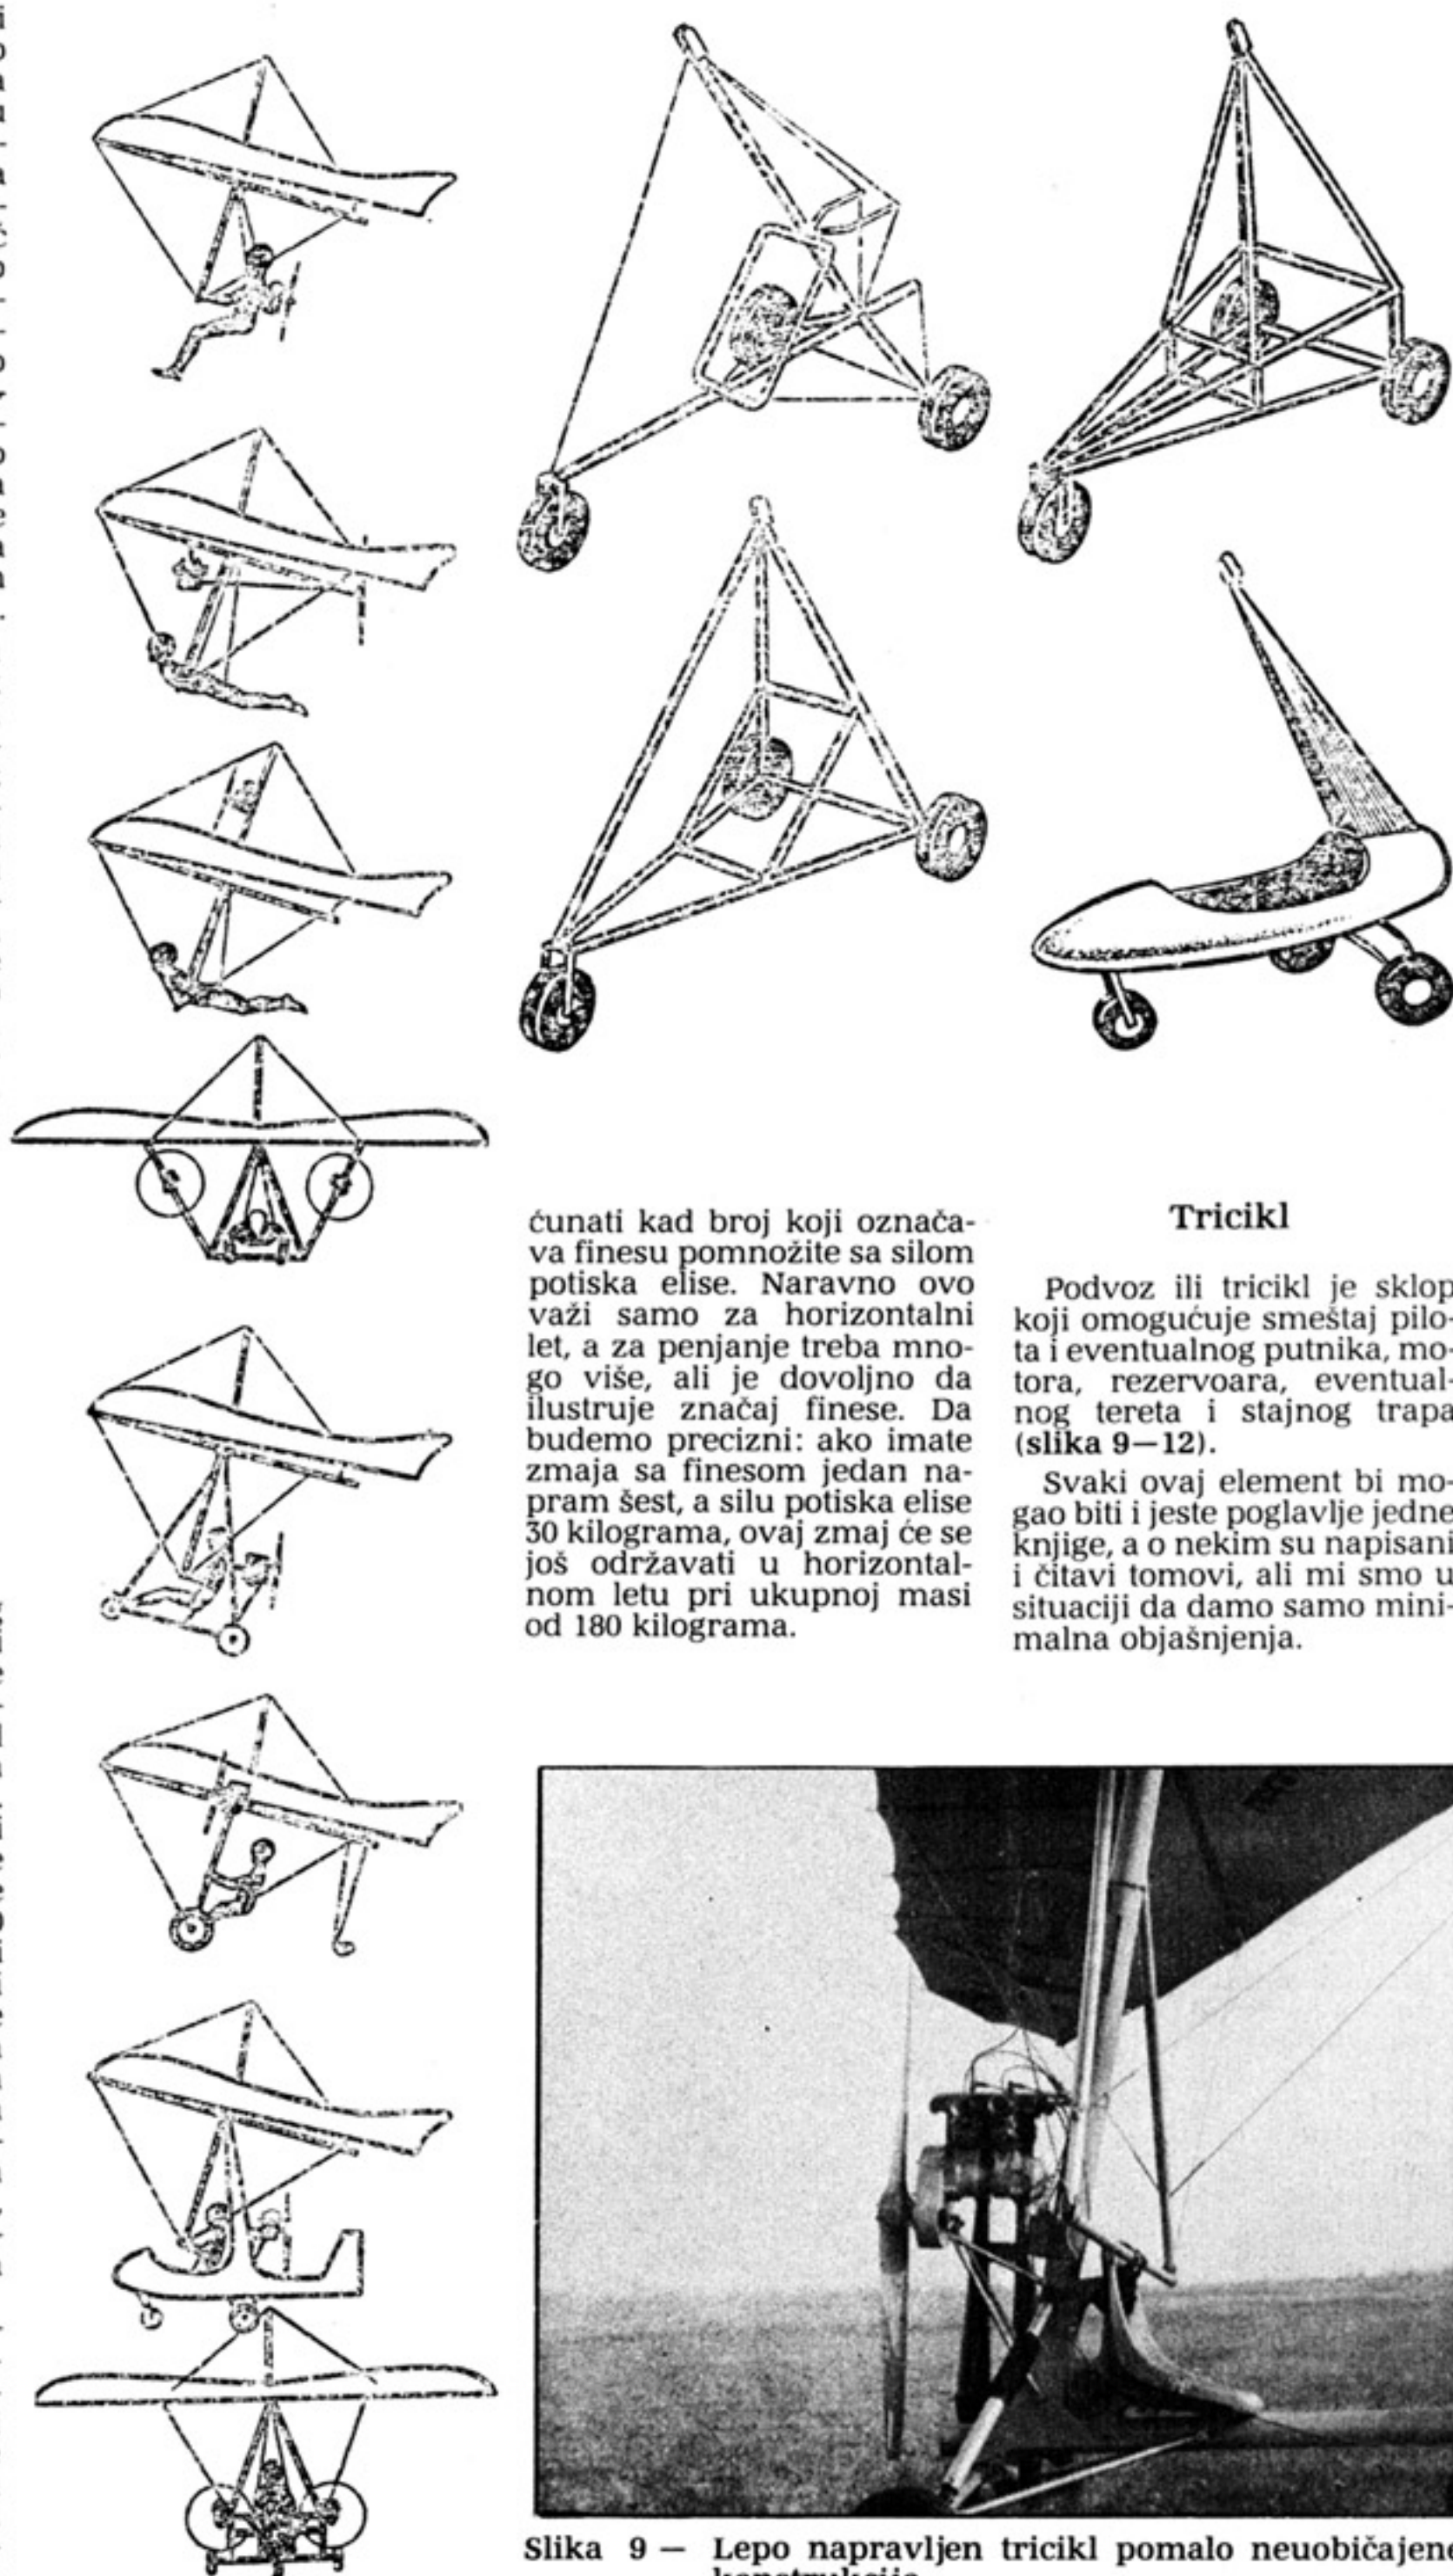 ćunati kad broj koji označa-
va finesu pomnožite sa silom
potiska elise. Naravno ovo
važi samo za horizontalni
let, a za penjanje treba mno-
go više, ali je dovoljno da
ilustruje značaj finese. Da
budemo precizni: ako imate
zmaja sa finesom jedan na-
pram šest, a silu potiska elise
30 kilograma, ovaj zmaj će se
još održavati u horizontal-
nom letu pri ukupnoj masi
od 180 kilograma.
Tricikl
Podvoz ili tricikl je sklop
koji omogućuje smeštaj pilo-
ta i eventualnog putnika, mo-
tora, rezervoara, eventual-
nog tereta i stajnog trapa
(slika 9—12).
Svaki ovaj element bi mo-
gao biti i jeste poglavlje jedne
knjige, a o nekim su napisani
i čitavi tomovi, ali mi smo u
situaciji da damo samo mini-
malna objašnjenja.
Slika 9 — Lepo napravljen tricikl pomalo neuobičajen